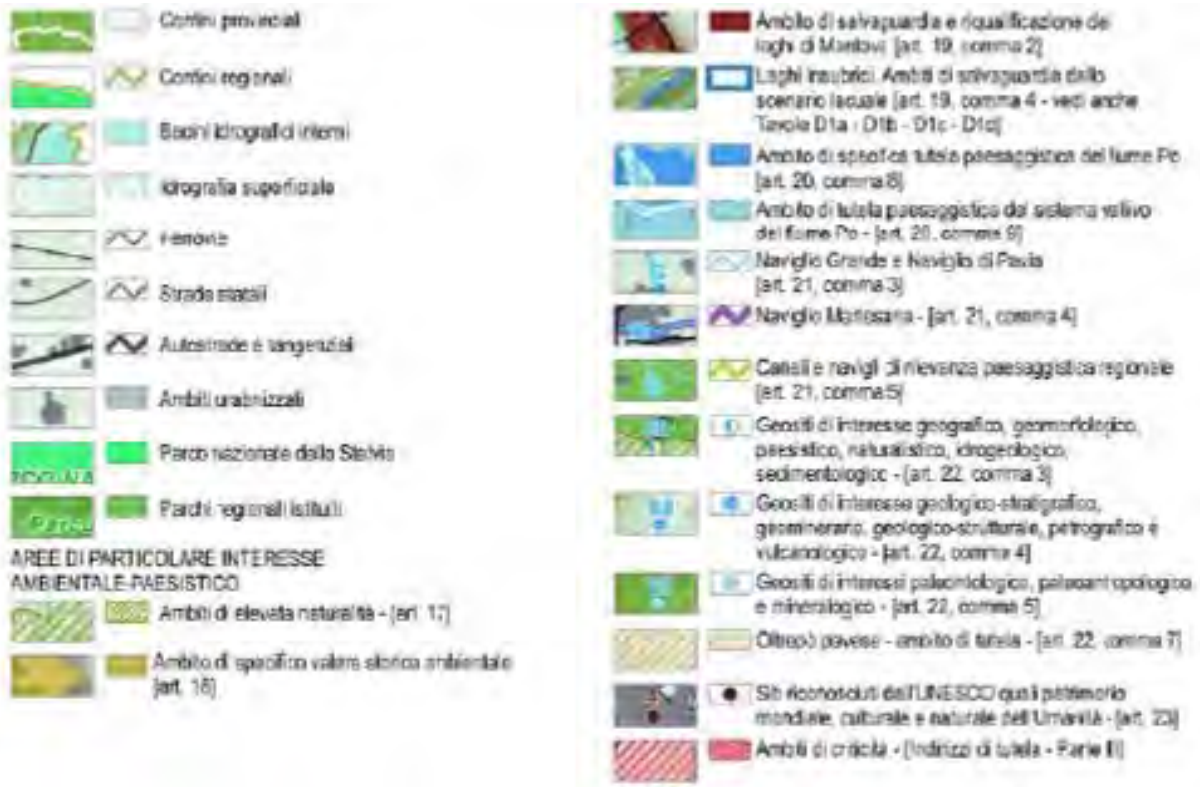 Confini provinciali
Confini regionali
Bacini idrografici interni
Idrografia superficiale
Ferrovie
Strade statali
Autostrade e tangenziali
Ambiti urabnizzati
Parco nazionale dello Stelvio
Parchi regionali istituiti
AREE DI PARTICOLARE INTERESSE
AMBIENTALE-PAESISTICO
Ambiti di elevata naturalità - [art. 17]
Ambito di specifico valore storico ambientale
[art. 18]
Ambito di salvaguardia e riqualificazione dei
laghi di Mantova [art. 19, comma 2]
Laghi insubrici. Ambiti di salvaguardia dello
scenario lacuale [art. 19, comma 4 - vedi anche
Tavole D1a - D1b - D1c - D1d]
Ambito di specifica tutela paesaggistica del fiume Po
[art. 20, comma 8]
Ambito di tutela paesaggistica del sistema vallivo
del fiume Po - [art. 20, comma 9]
Naviglio Grande e Naviglio di Pavia
[art. 21, comma 3]
Naviglio Martesana - [art. 21, comma 4]
Canali e navigli di rilevanza paesaggistica regionale
[art. 21, comma 5]
Geositi di interesse geografico, geomorfologico,
paesistico, naturalistico, idrogeologico,
sedimentologico - [art. 22, comma 3]
Geositi di interesse geologico-stratigrafico,
geominerario, geologico-strutturale, petrografico e
vulcanologico - [art. 22, comma 4]
Geositi di interesse paleontologico, paleoantropologico
e mineralogico - [art. 22, comma 5]
Oltrepò pavese - ambito di tutela - [art. 22, comma 7]
Siti riconosciuti dall'UNESCO quali patrimonio
mondiale, culturale e naturale dell'Umanità - [art. 23]
Ambiti di criticità - [Indirizzi di tutela - Parte III]